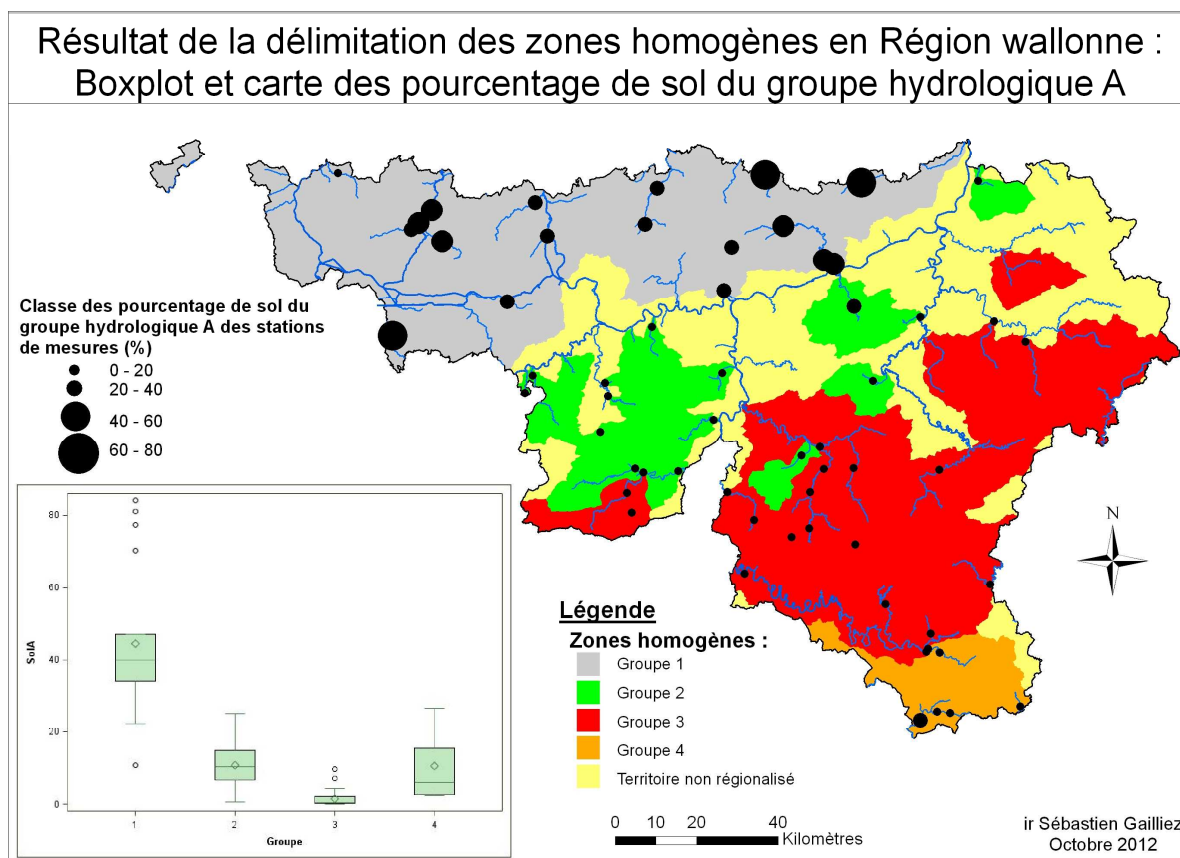 Résultat de la délimitation des zones homogènes en Région wallonne :
Boxplot et carte des pourcentage de sol du groupe hydrologique A
Classe des pourcentage de sol du
groupe hydrologique A des stations
de mesures (%)
0 - 20
20 - 40
40 - 60
60 - 80
80
60
40
20
0
SolA
1
2
3
4
Groupe
Légende
Zones homogènes :
Groupe 1
Groupe 2
Groupe 3
Groupe 4
Territoire non régionalisé
N
0 10 20 40
Kilomètres
ir Sébastien Gailliez
Octobre 2012